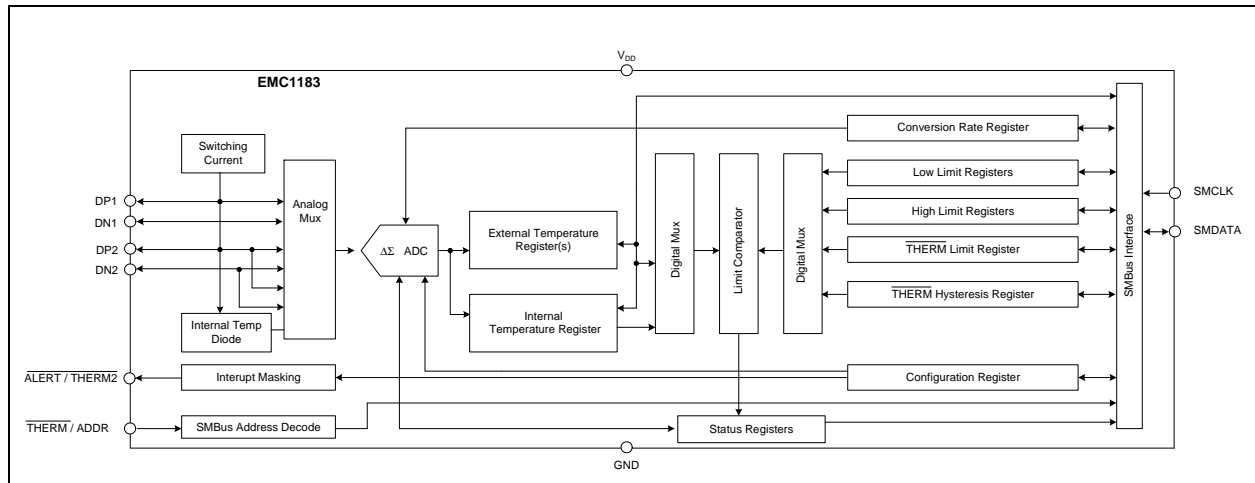 V_DD
EMC1183
Switching
Current
Analog
Mux
DP1
DN1
DP2
DN2
Internal Temp
Diode
ΔΣ ADC
External Temperature
Register(s)
Internal
Temperature Register
Digital Mux
Limit Comparator
Digital Mux
Conversion Rate Register
Low Limit Registers
High Limit Registers
THERM Limit Register
THERM Hysteresis Register
SMBus Interface
SMCLK
SMDATA
ALERT / THERM2
Interupt Masking
Configuration Register
THERM / ADDR
SMBus Address Decode
Status Registers
GND